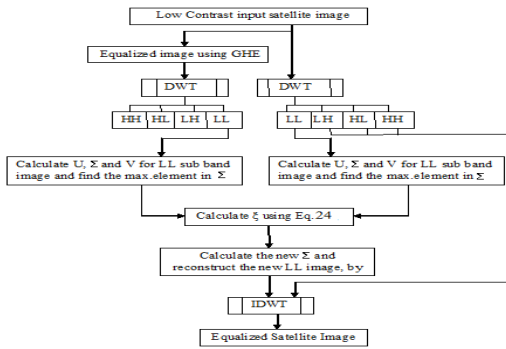 Low Contrast input satellite image
Equalized image using GHE
DWT
DWT
HH HL LH LL
LL LH HL HH
Calculate U, Σ and V for LL sub band
image and find the max.element in Σ
Calculate U, Σ and V for LL sub band
image and find the max.element in Σ
Calculate ξ using Eq.24
Calculate the new Σ and
reconstruct the new LL image, by
IDWT
Equalized Satellite Image